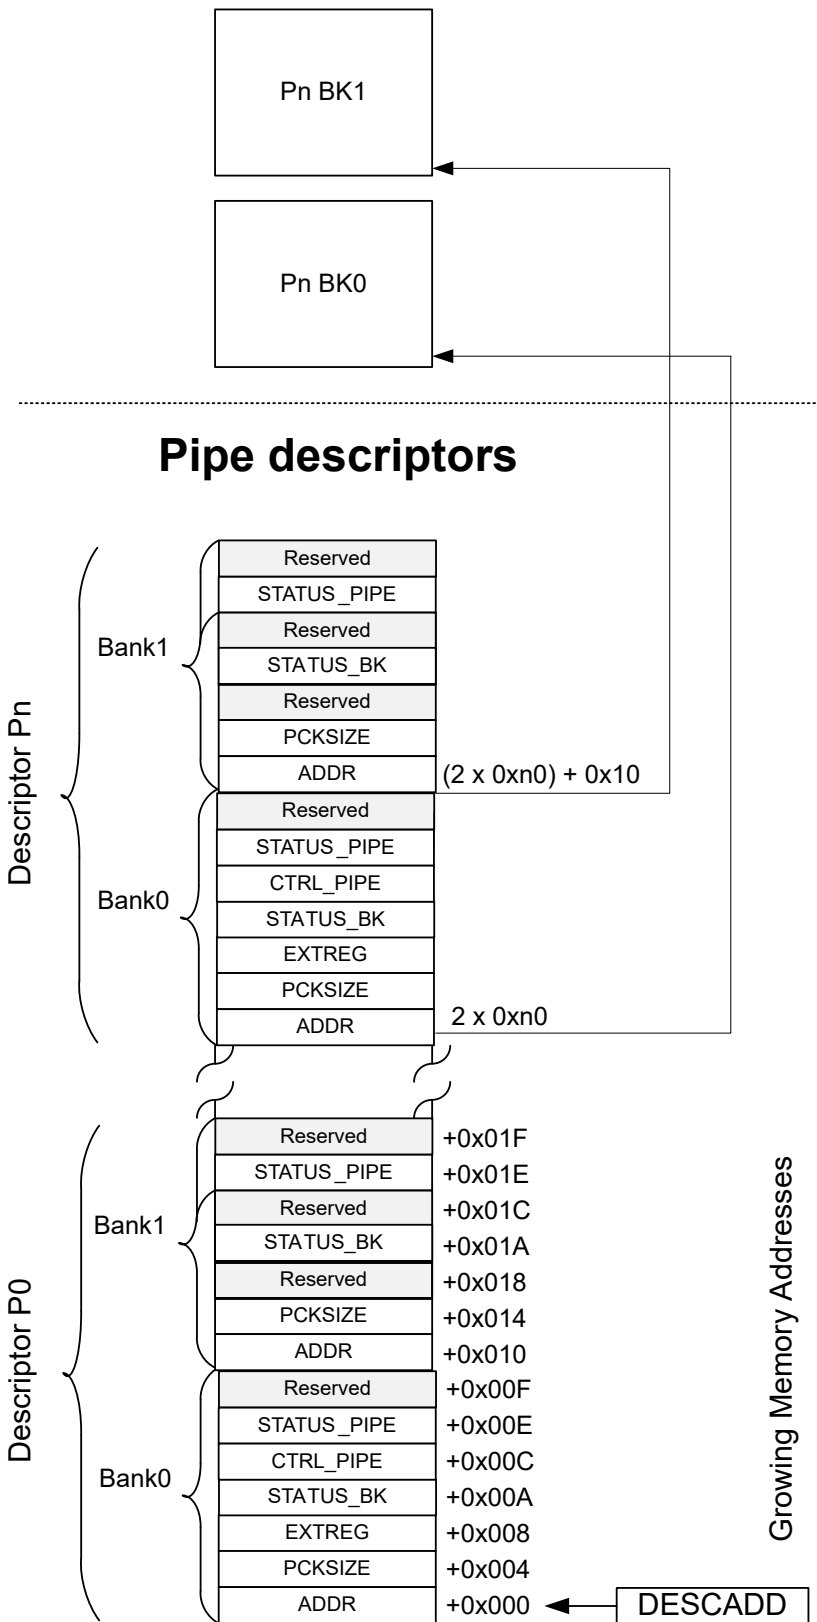 Pn BK1
Pn BK0
Pipe descriptors
Descriptor Pn
Bank1
Reserved
STATUS_PIPE
Reserved
STATUS_BK
Reserved
PCKSIZE
ADDR (2 x 0xn0) + 0x10
Bank0
Reserved
STATUS_PIPE
CTRL_PIPE
STATUS_BK
EXTREG
PCKSIZE
ADDR 2 x 0xn0
Descriptor P0
Bank1
Reserved +0x01F
STATUS_PIPE +0x01E
Reserved +0x01C
STATUS_BK +0x01A
Reserved +0x018
PCKSIZE +0x014
ADDR +0x010
Bank0
Reserved +0x00F
STATUS_PIPE +0x00E
CTRL_PIPE +0x00C
STATUS_BK +0x00A
EXTREG +0x008
PCKSIZE +0x004
ADDR +0x000 DESCADD
Growing Memory Addresses